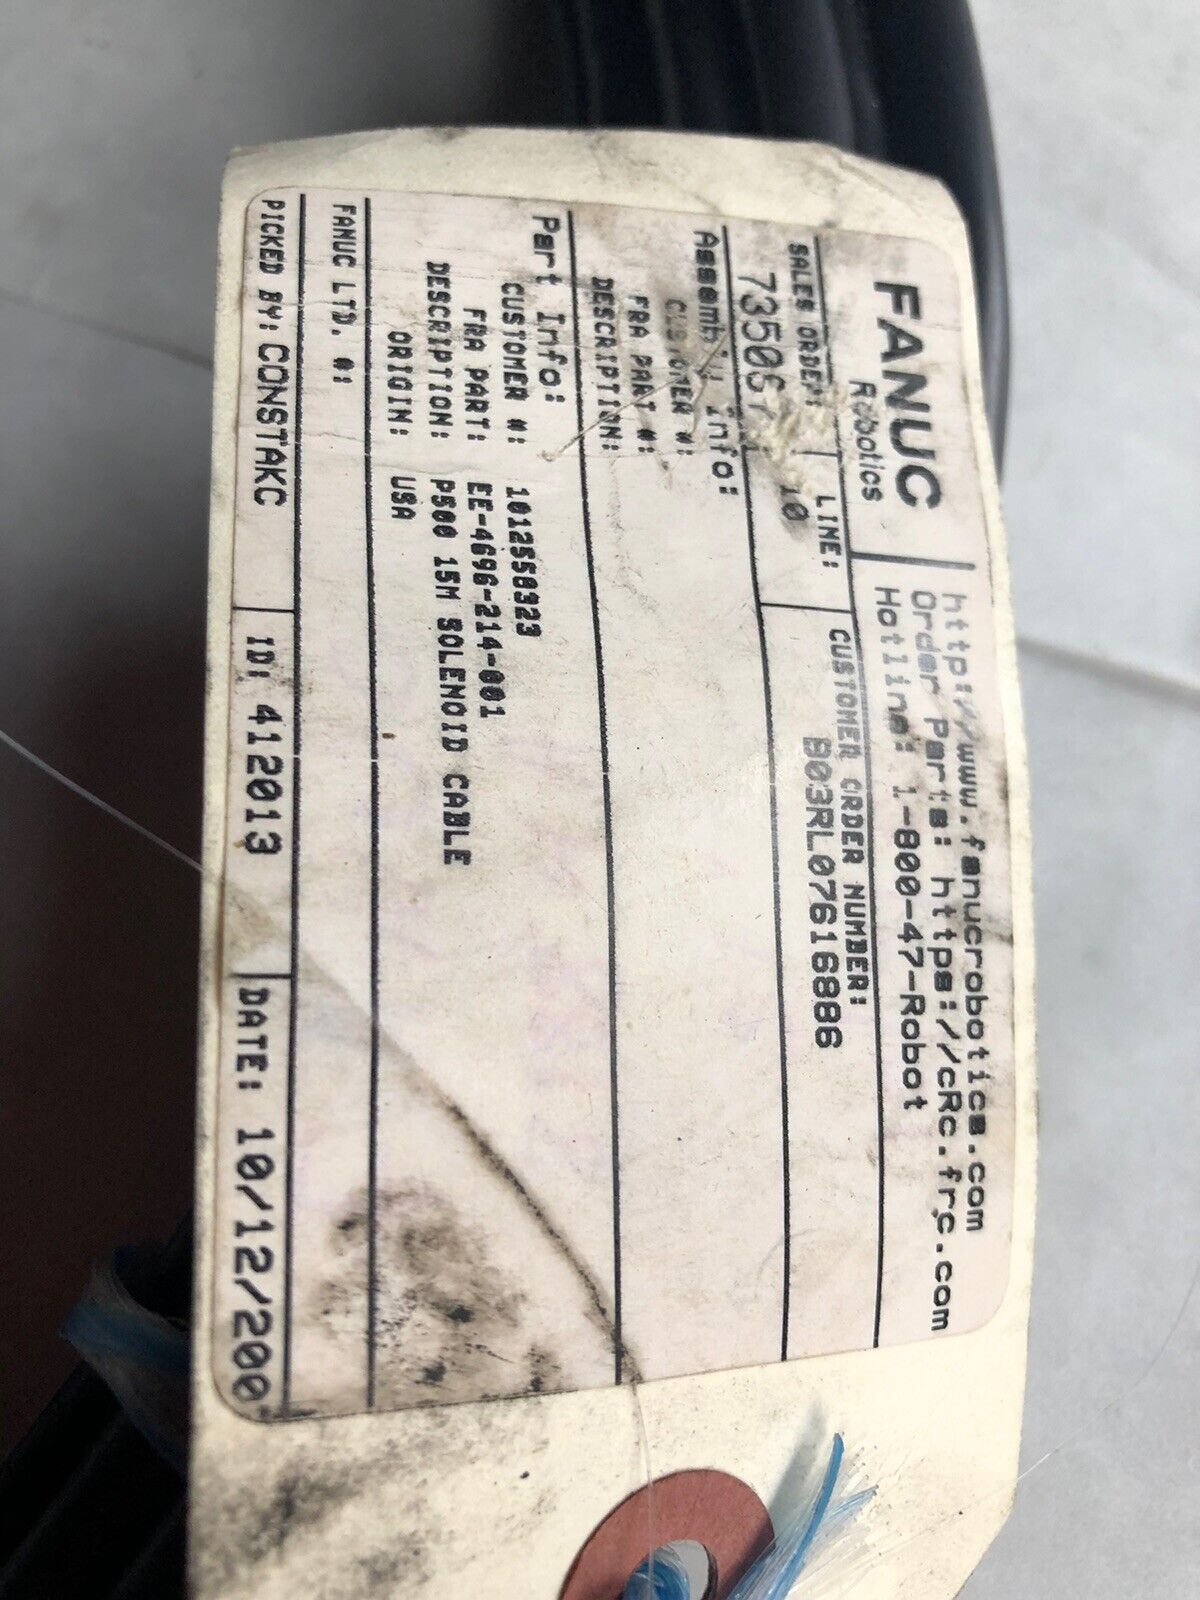 FANUC
Robotics
http://www.fanucrobotics.com
Order Parts: https://cRc.frc.com
Hotline: 1-800-47-Robot
SALES ORDER: LINE: CUSTOMER ORDER NUMBER:
10 B03RL07616886
Assembly Info:
CUSTOMER #:
FRA PART #:
DESCRIPTION:
Part Info:
CUSTOMER #: 1012558323
FRA PART: EE-4696-214-001
DESCRIPTION: P500 15M SOLENOID CABLE
ORIGIN: USA
FANUC LTD. #:
PICKED BY: CONSTAKC ID: 412013 DATE: 10/12/200